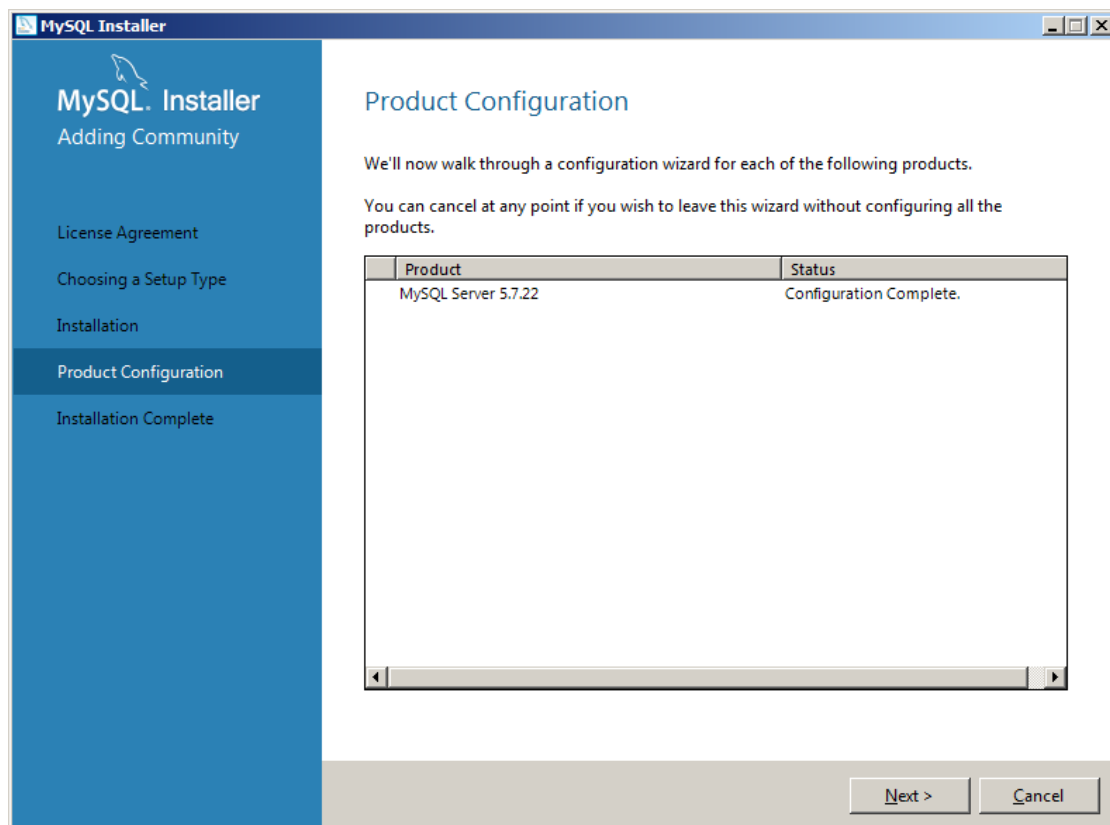 MySQL Installer
MySQL. Installer
Adding Community
License Agreement
Choosing a Setup Type
Installation
Product Configuration
Installation Complete
Product Configuration
We'll now walk through a configuration wizard for each of the following products.
You can cancel at any point if you wish to leave this wizard without configuring all the
products.
Product Status
MySQL Server 5.7.22 Configuration Complete.
Next > Cancel